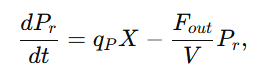 dP_r/dt = q_P X − F_out/V P_r,